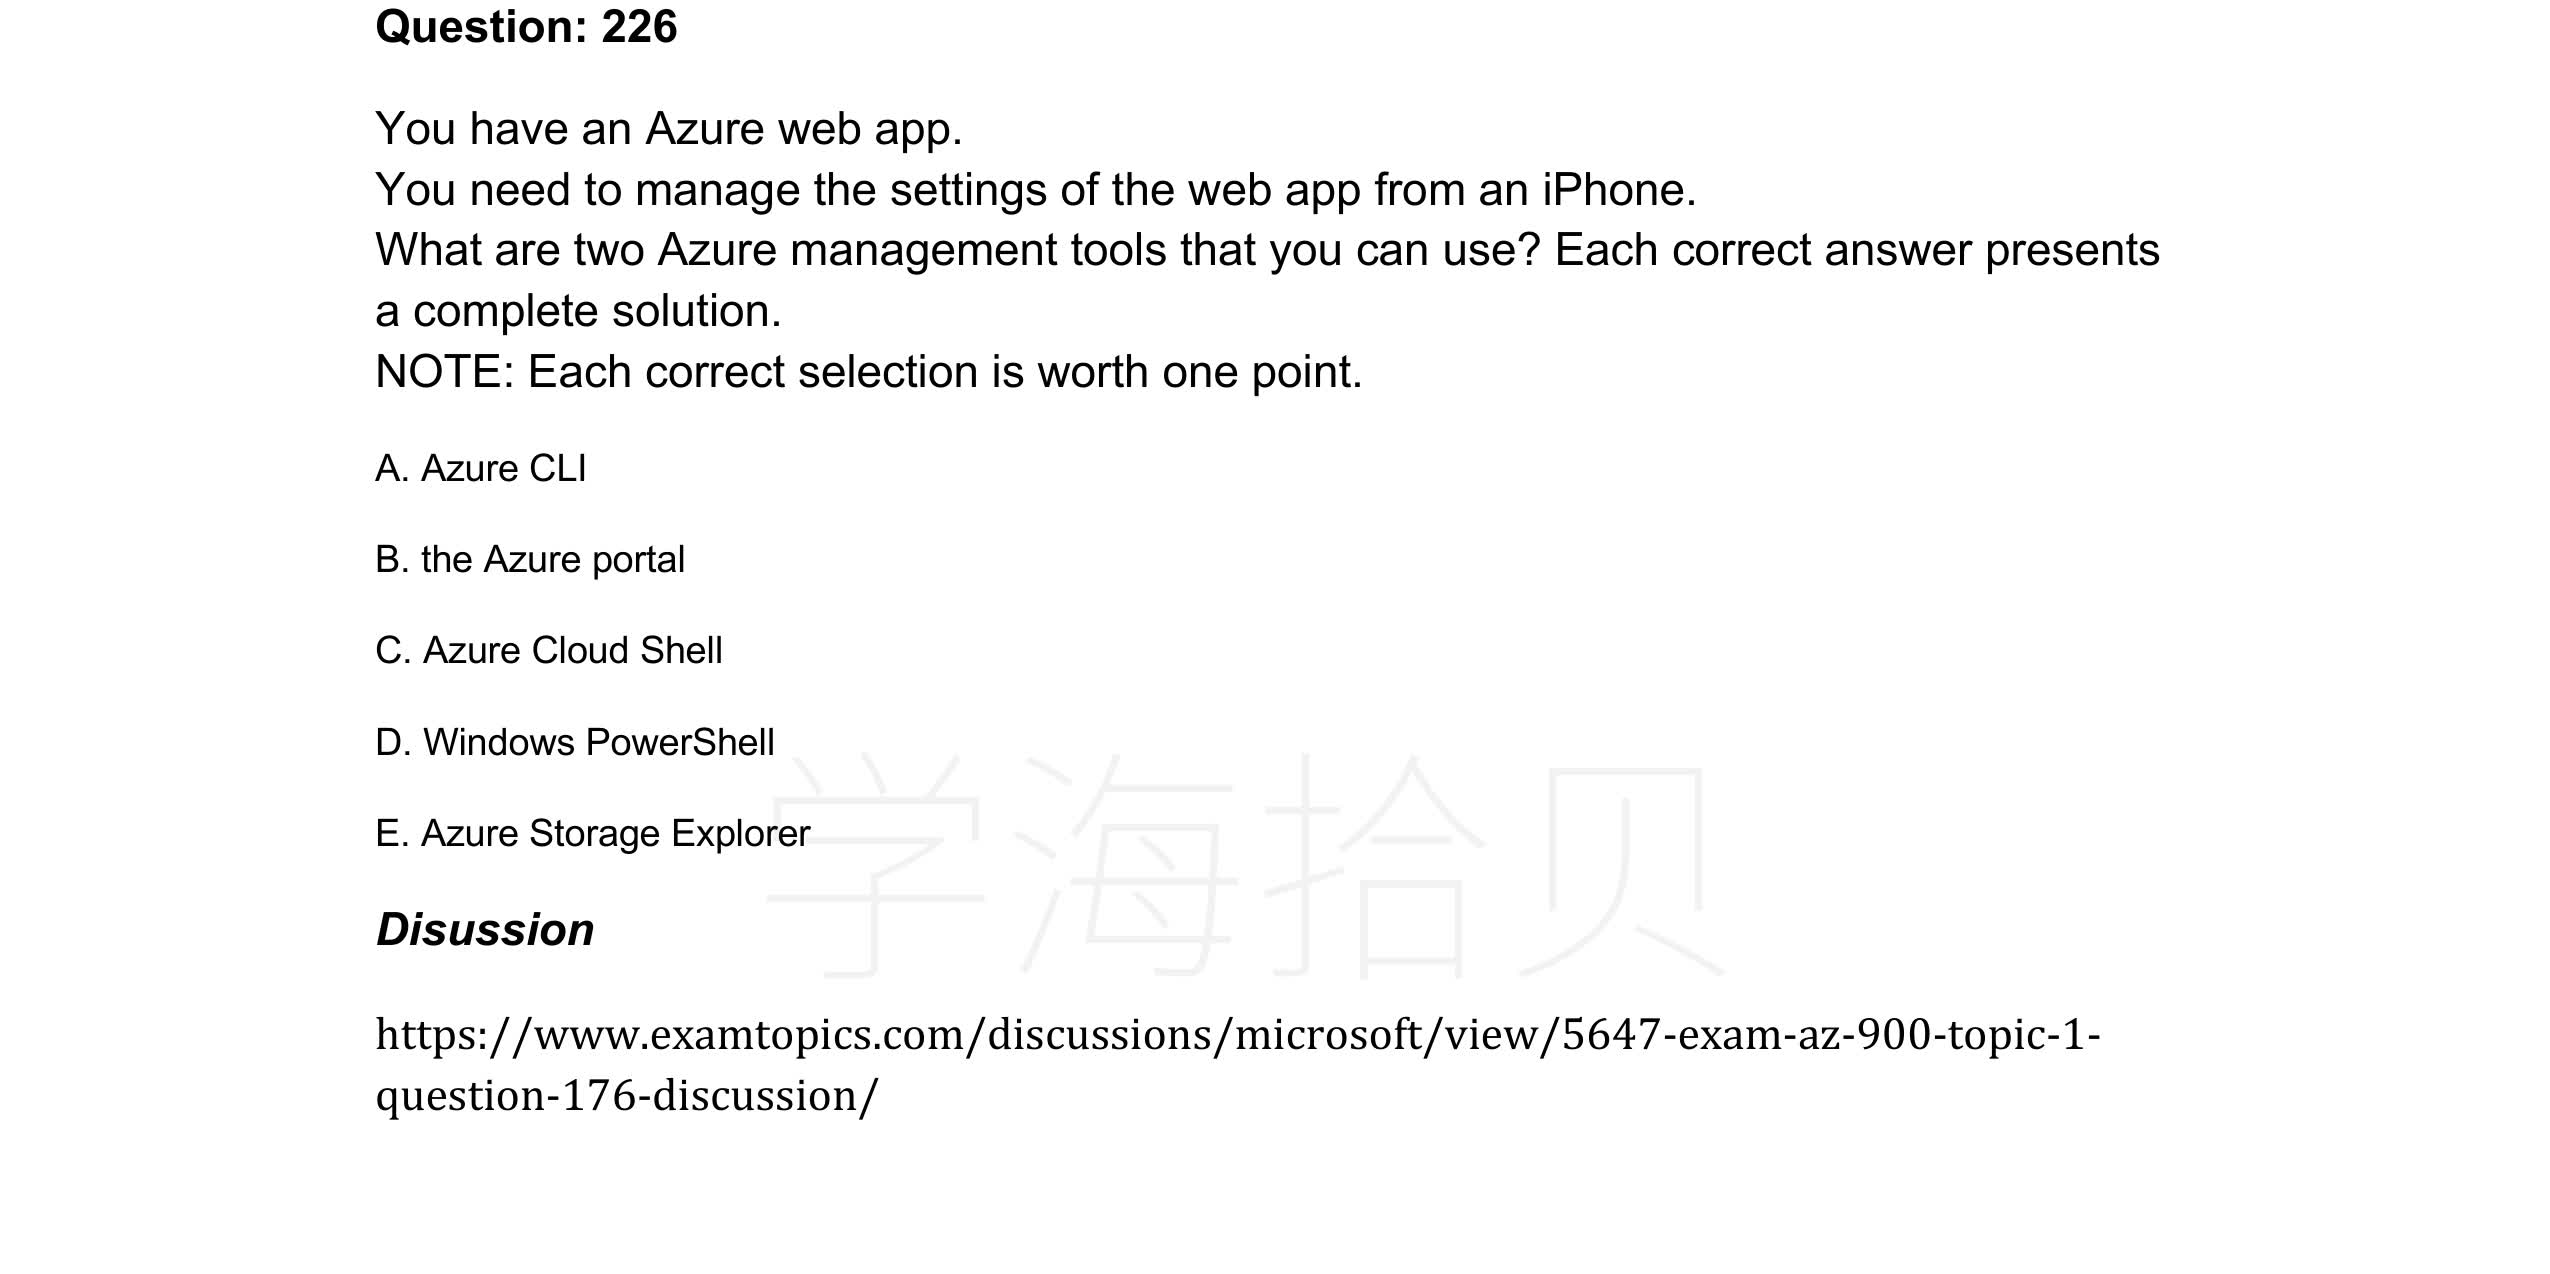 Question: 226
You have an Azure web app.
You need to manage the settings of the web app from an iPhone.
What are two Azure management tools that you can use? Each correct answer presents
a complete solution.
NOTE: Each correct selection is worth one point.
A. Azure CLI
B. the Azure portal
C. Azure Cloud Shell
D. Windows PowerShell
E. Azure Storage Explorer
学海拾贝
Disussion
https://www.examtopics.com/discussions/microsoft/view/5647-exam-az-900-topic-1-
question-176-discussion/